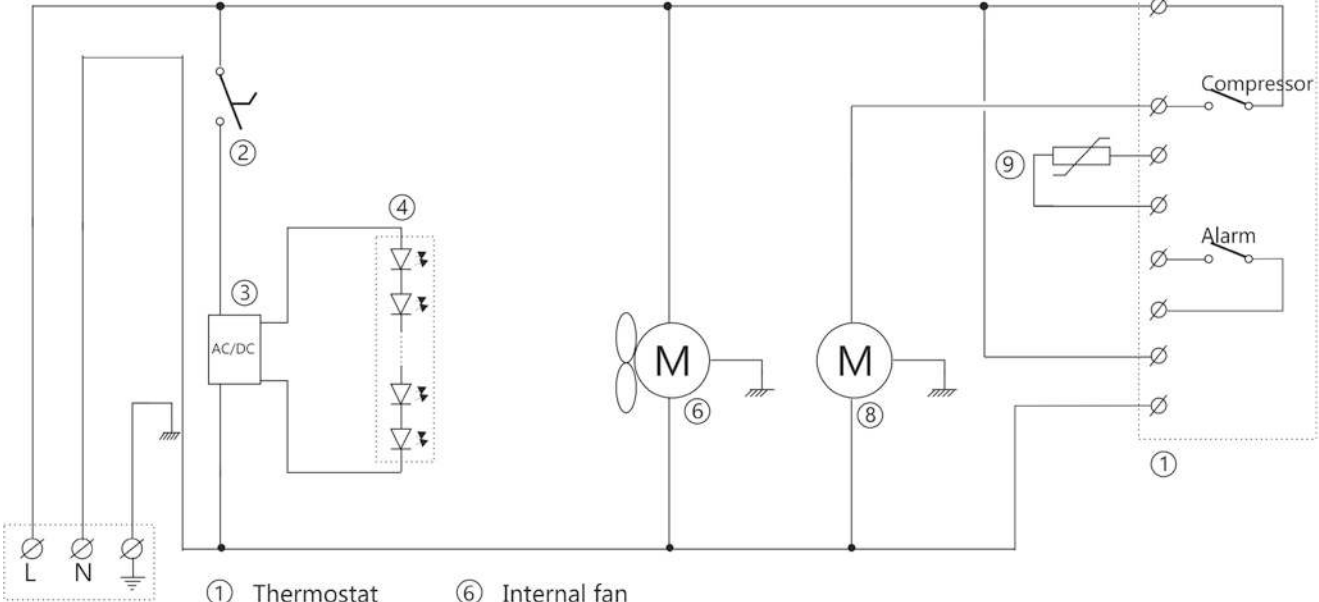 Compressor
②
⑨
④
Alarm
③
AC/DC
M
M
⑥
⑧
①
L N
① Thermostat ⑥ Internal fan